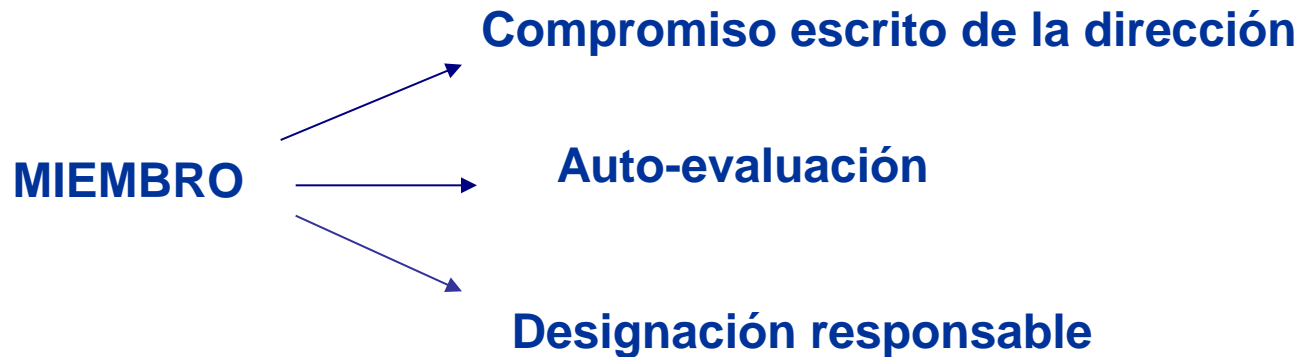 Compromiso escrito de la dirección
MIEMBRO
Auto-evaluación
Designación responsable